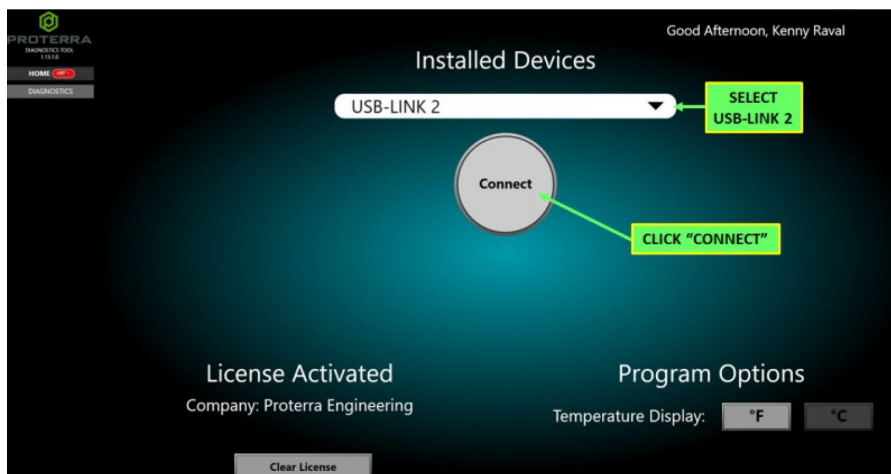 PROTERRA
DIAGNOSTICS TOOL
1.13.1.0
HOME
DIAGNOSTICS
Good Afternoon, Kenny Raval
Installed Devices
USB-LINK 2
SELECT
USB-LINK 2
Connect
CLICK “CONNECT”
License Activated
Company: Proterra Engineering
Clear License
Program Options
Temperature Display:
°F
°C